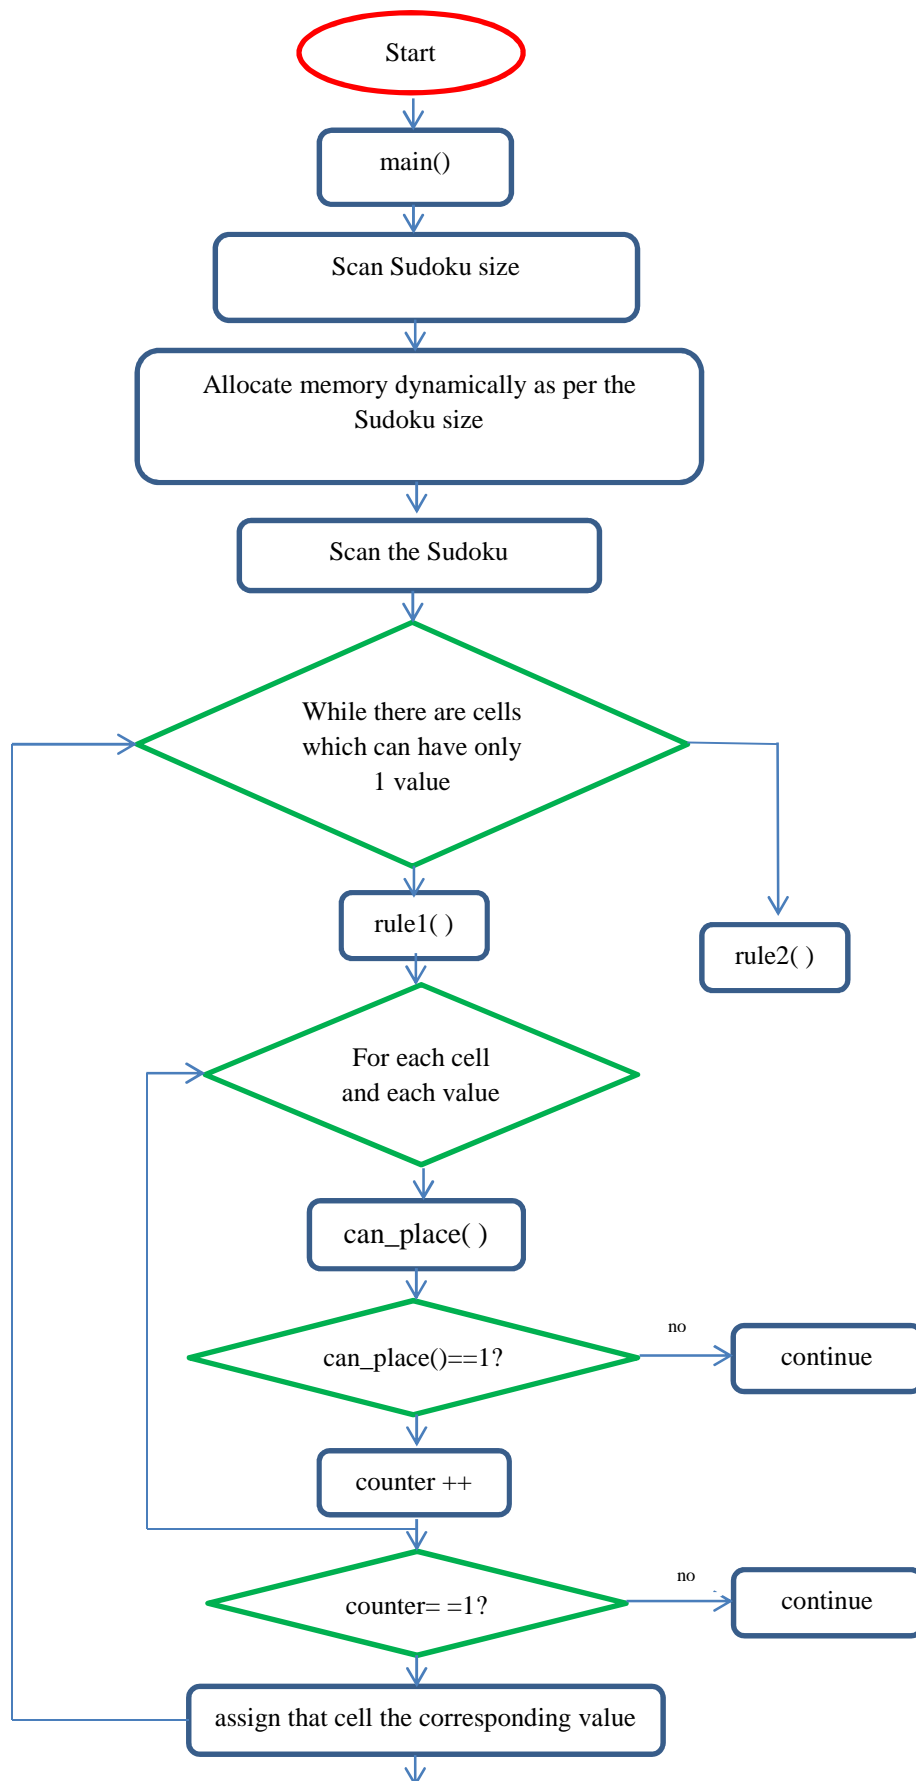 Start
main()
Scan Sudoku size
Allocate memory dynamically as per the
Sudoku size
Scan the Sudoku
While there are cells
which can have only
1 value
rule1( )
rule2( )
For each cell
and each value
can_place( )
can_place()==1?
no
continue
counter ++
counter= =1?
no
continue
assign that cell the corresponding value